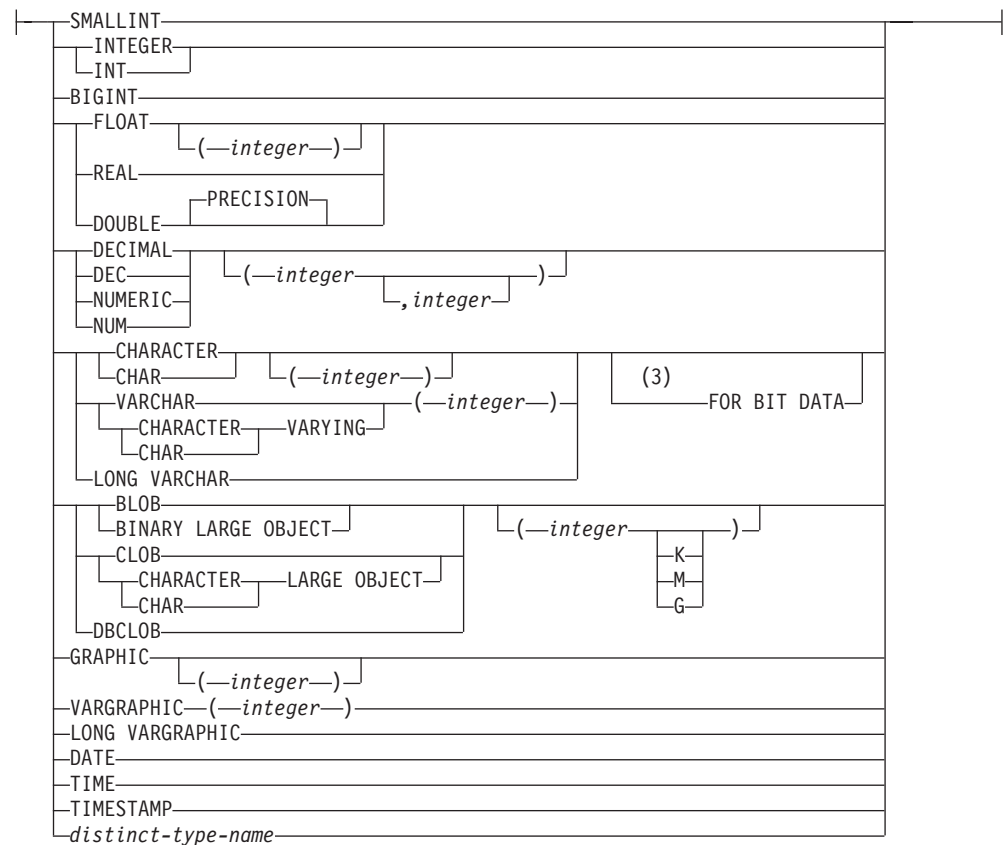 SMALLINT
INTEGER
INT
BIGINT
FLOAT
(integer)
REAL
PRECISION
DOUBLE
DECIMAL
DEC (integer )
NUMERIC ,integer
NUM
CHARACTER
CHAR (integer) (3)
VARCHAR (integer) FOR BIT DATA
CHARACTER VARYING
CHAR
LONG VARCHAR
BLOB
BINARY LARGE OBJECT (integer )
CLOB K
CHARACTER LARGE OBJECT M
CHAR G
DBCLOB
GRAPHIC
(integer)
VARGRAPHIC (integer)
LONG VARGRAPHIC
DATE
TIME
TIMESTAMP
distinct-type-name